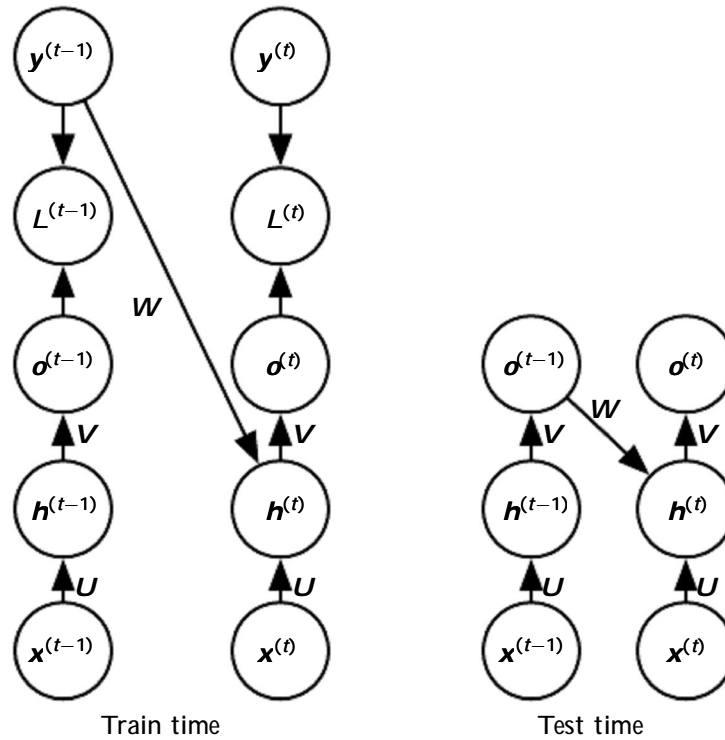 y^(t−1) y^(t)
L^(t−1) L^(t)
W
o^(t−1) o^(t) o^(t−1) o^(t)
W
V V V V
h^(t−1) h^(t) h^(t−1) h^(t)
U U U U
x^(t−1) x^(t) x^(t−1) x^(t)
Train time Test time